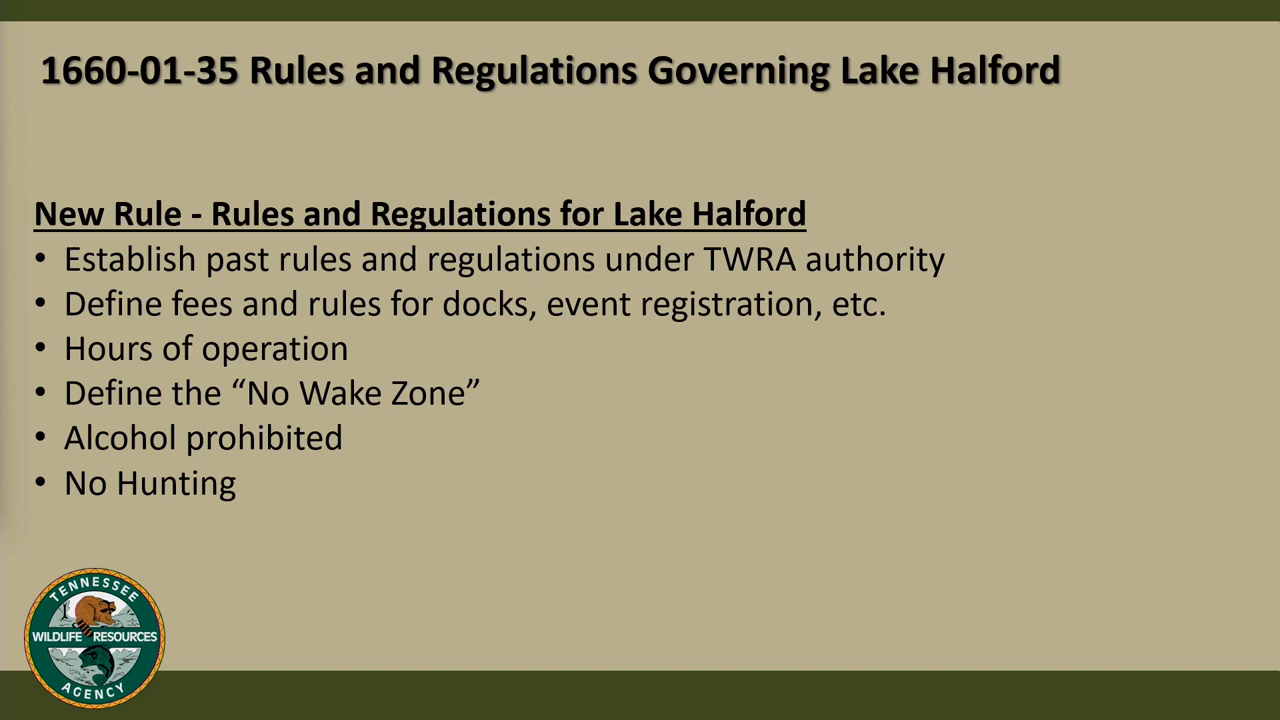 1660-01-35 Rules and Regulations Governing Lake Halford
New Rule - Rules and Regulations for Lake Halford
• Establish past rules and regulations under TWRA authority
• Define fees and rules for docks, event registration, etc.
• Hours of operation
• Define the “No Wake Zone”
• Alcohol prohibited
• No Hunting
TENNESSEE
WILDLIFE RESOURCES
AGENCY